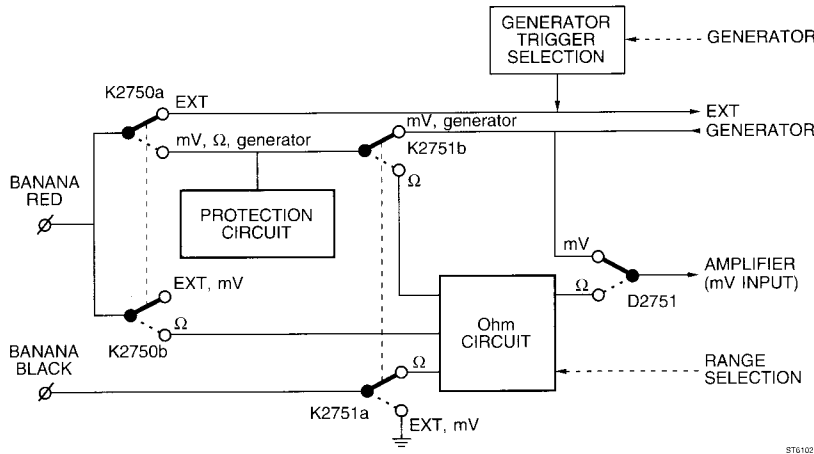 GENERATOR
TRIGGER
SELECTION
GENERATOR
K2750a
EXT
EXT
mV, generator
GENERATOR
mV, Ω, generator
K2751b
Ω
BANANA
RED
PROTECTION
CIRCUIT
mV
AMPLIFIER
(mV INPUT)
EXT, mV
Ω
D2751
Ω
K2750b
Ohm
CIRCUIT
BANANA
BLACK
Ω
RANGE
SELECTION
K2751a
EXT, mV
ST6102